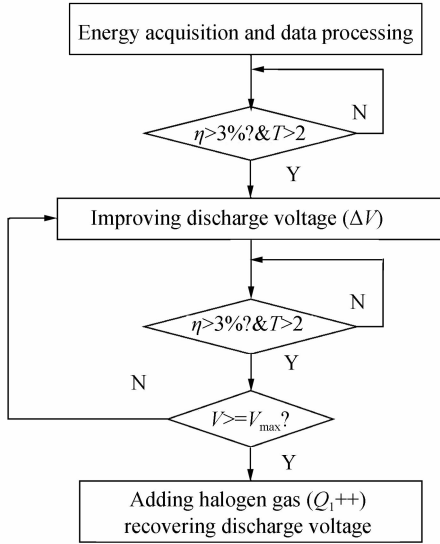 Energy acquisition and data processing
N
η>3%?&T>2
Y
Improving discharge voltage (ΔV)
N
η>3%?&T>2
Y
N
V>=Vmax?
Y
Adding halogen gas (Q1++)
recovering discharge voltage